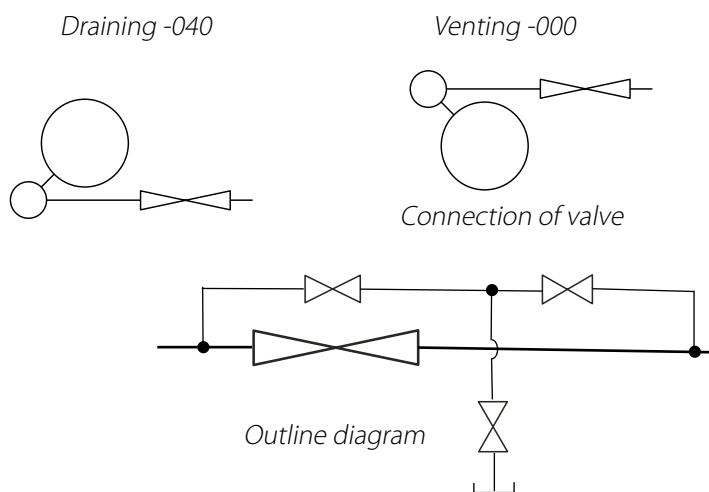 Draining -040
Venting -000
Connection of valve
Outline diagram